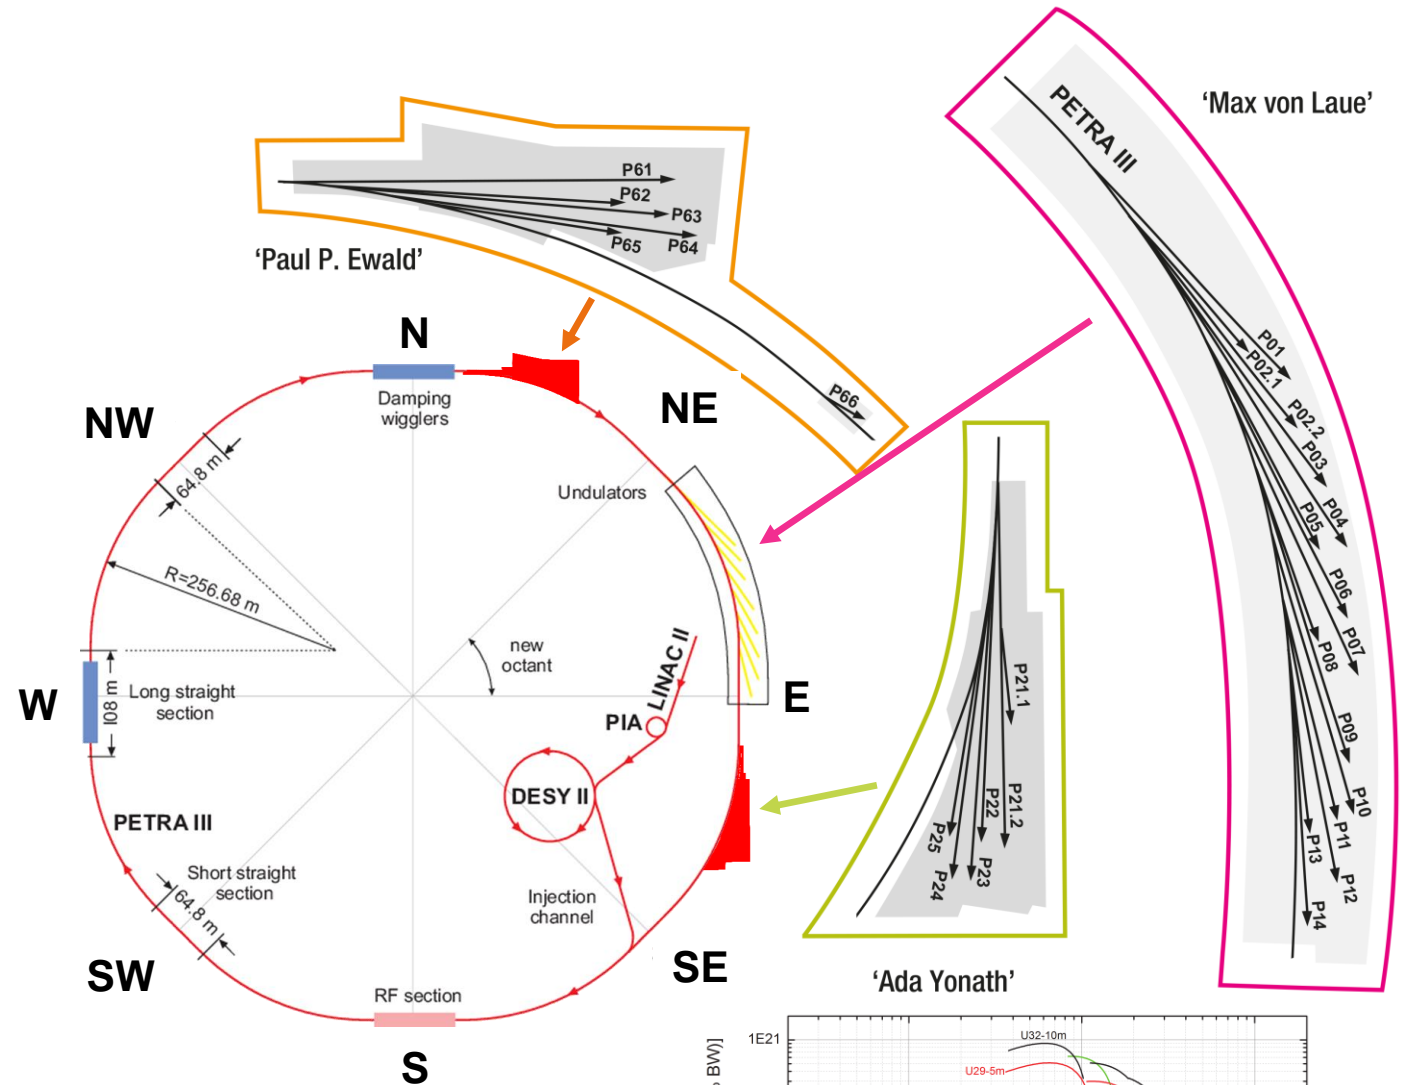 'Max von Laue'
PETRA III
P61
P62
P63
P64
P65
'Paul P. Ewald'
P66
P01
P02.1
P02.2
P03
P04
P05
P06
P07
P08
P09
P10
P11
P12
P13
P14
N
Damping
wigglers
NE
NW
64.8 m
Undulators
R=256.68 m
new
octant
LINAC II
PIA
W
108 m
Long straight
section
E
DESY II
PETRA III
Short straight
section
64.8 m
Injection
channel
SW
SE
RF section
S
P21.1
P21.2
P22
P23
P24
P25
'Ada Yonath'
1E21
BW)]
U32-10m
U29-5m